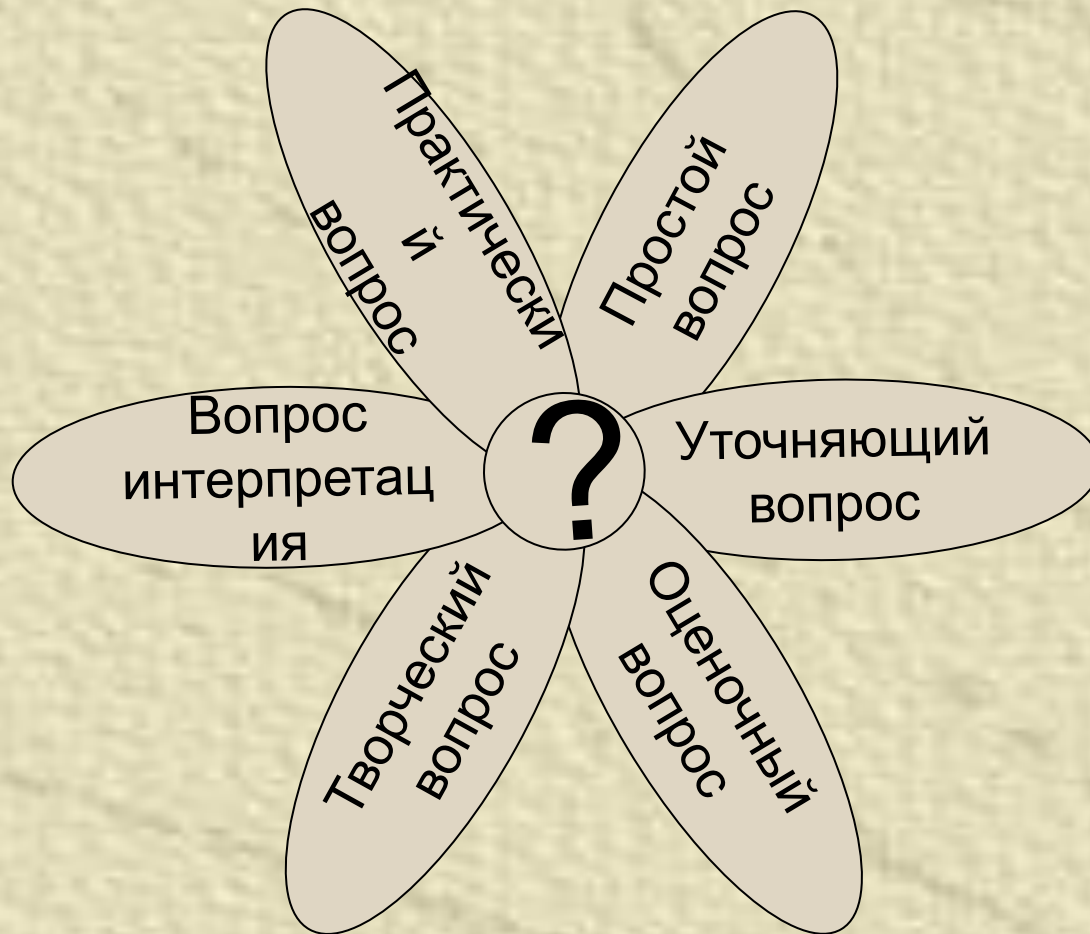 Практически
й
вопрос
Простой
вопрос
Вопрос
интерпретац
ия
?
Уточняющий
вопрос
Творческий
вопрос
Оценочный
вопрос